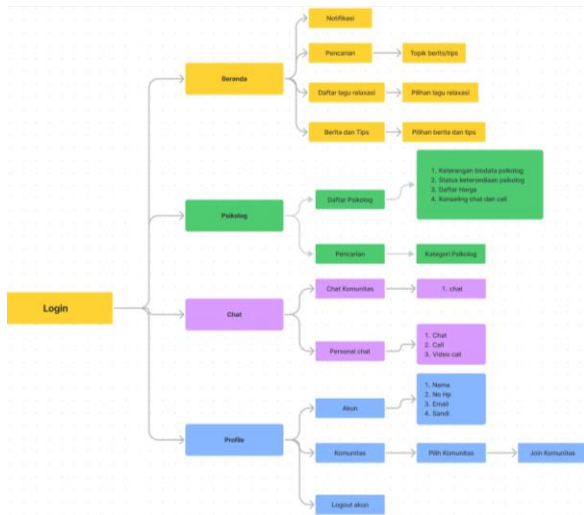 Notifikasi
Pencarian
Topik berits/tips
Beranda
Daftar lagu relaxasi
Pilihan lagu relaxasi
Berita dan Tips
Pilihan berita dan tips
1. Keterangan biodata psikolog
2. Status ketersediaan psikolog
3. Daftar Harga
4. Konseling chat dan call
Daftar Psikolog
Psikolog
Pencarian
Kategori Psikolog
Login
Chat Komunitas
1. chat
Chat
Personal chat
1. Chat
2. Call
3. Video call
Akun
1. Nama
2. No Hp
3. Email
4. Sandi
Profile
Komunitas
Pilih Komunitas
Join Komunitas
Logout akun